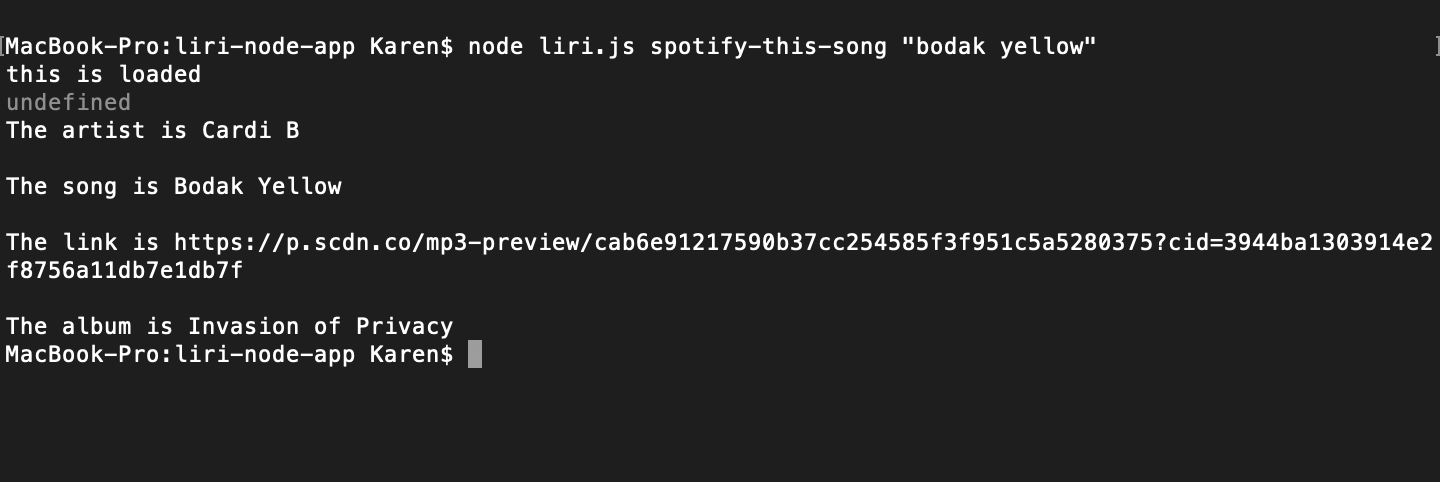 MacBook-Pro:liri-node-app Karen$ node liri.js spotify-this-song "bodak yellow"
this is loaded
undefined
The artist is Cardi B
The song is Bodak Yellow
The link is https://p.scdn.co/mp3-preview/cab6e91217590b37cc254585f3f951c5a5280375?cid=3944ba1303914e2
f8756a11db7e1db7f
The album is Invasion of Privacy
MacBook-Pro:liri-node-app Karen$